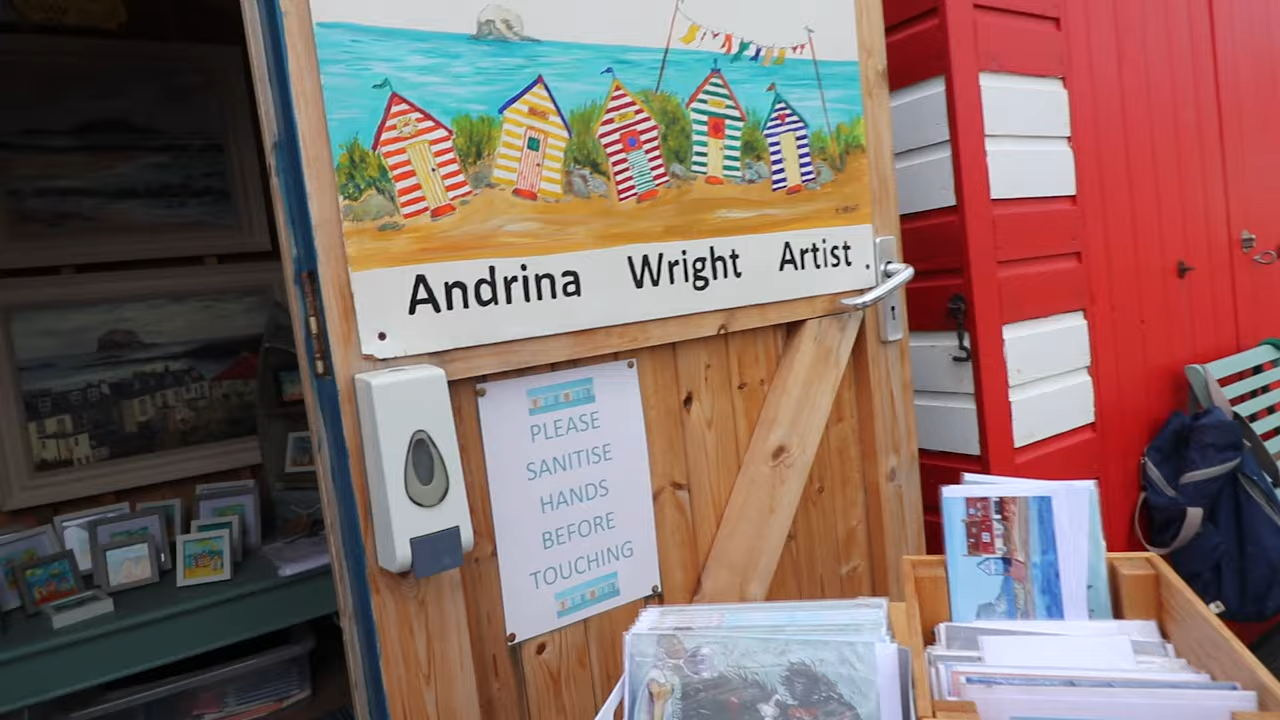 Andrina Wright Artist.
PLEASE
SANITISE
HANDS
BEFORE
TOUCHING